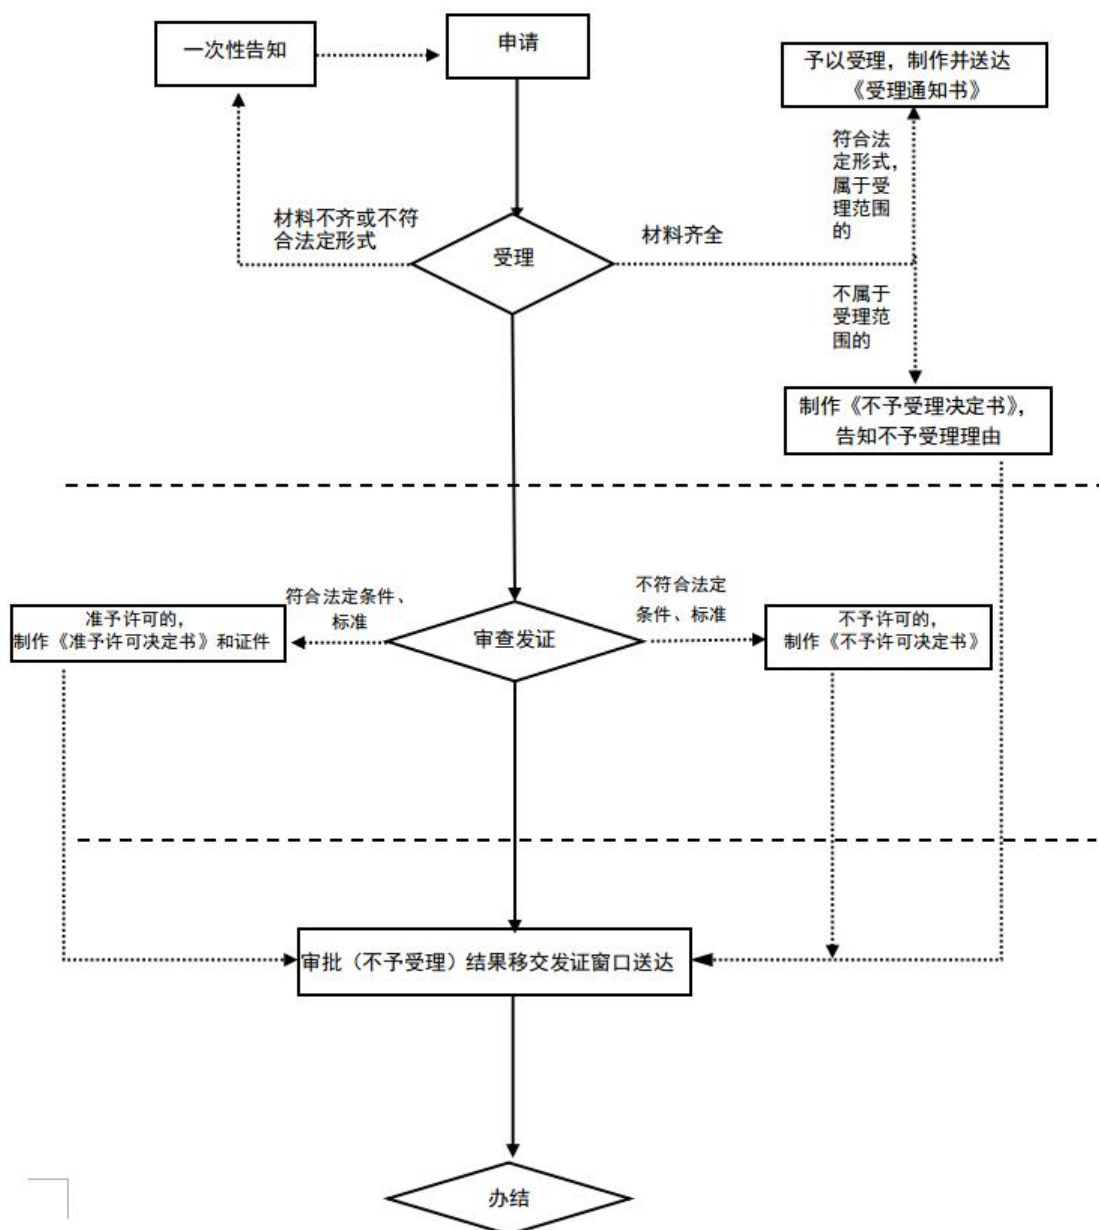 一次性告知
申请
予以受理，制作并送达
《受理通知书》
符合法
定形式，
属于受
理范围
的
材料不齐或不符
合法定形式
受理
材料齐全
不属于
受理范
围的
制作《不予受理决定书》，
告知不予受理理由
符合法定条件、
标准
不符合法定
条件、标准
准予许可的，
制作《准予许可决定书》和证件
审查发证
不予许可的，
制作《不予许可决定书》
审批（不予受理）结果移交发证窗口送达
办结